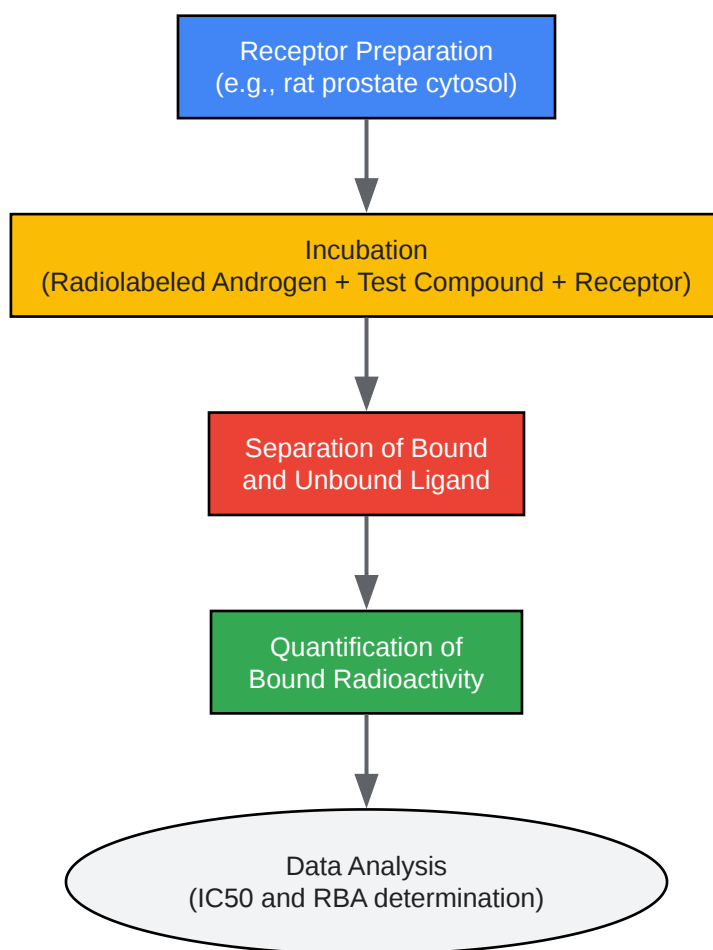 Receptor Preparation
(e.g., rat prostate cytosol)
Incubation
(Radiolabeled Androgen + Test Compound + Receptor)
Separation of Bound
and Unbound Ligand
Quantification of
Bound Radioactivity
Data Analysis
(IC50 and RBA determination)